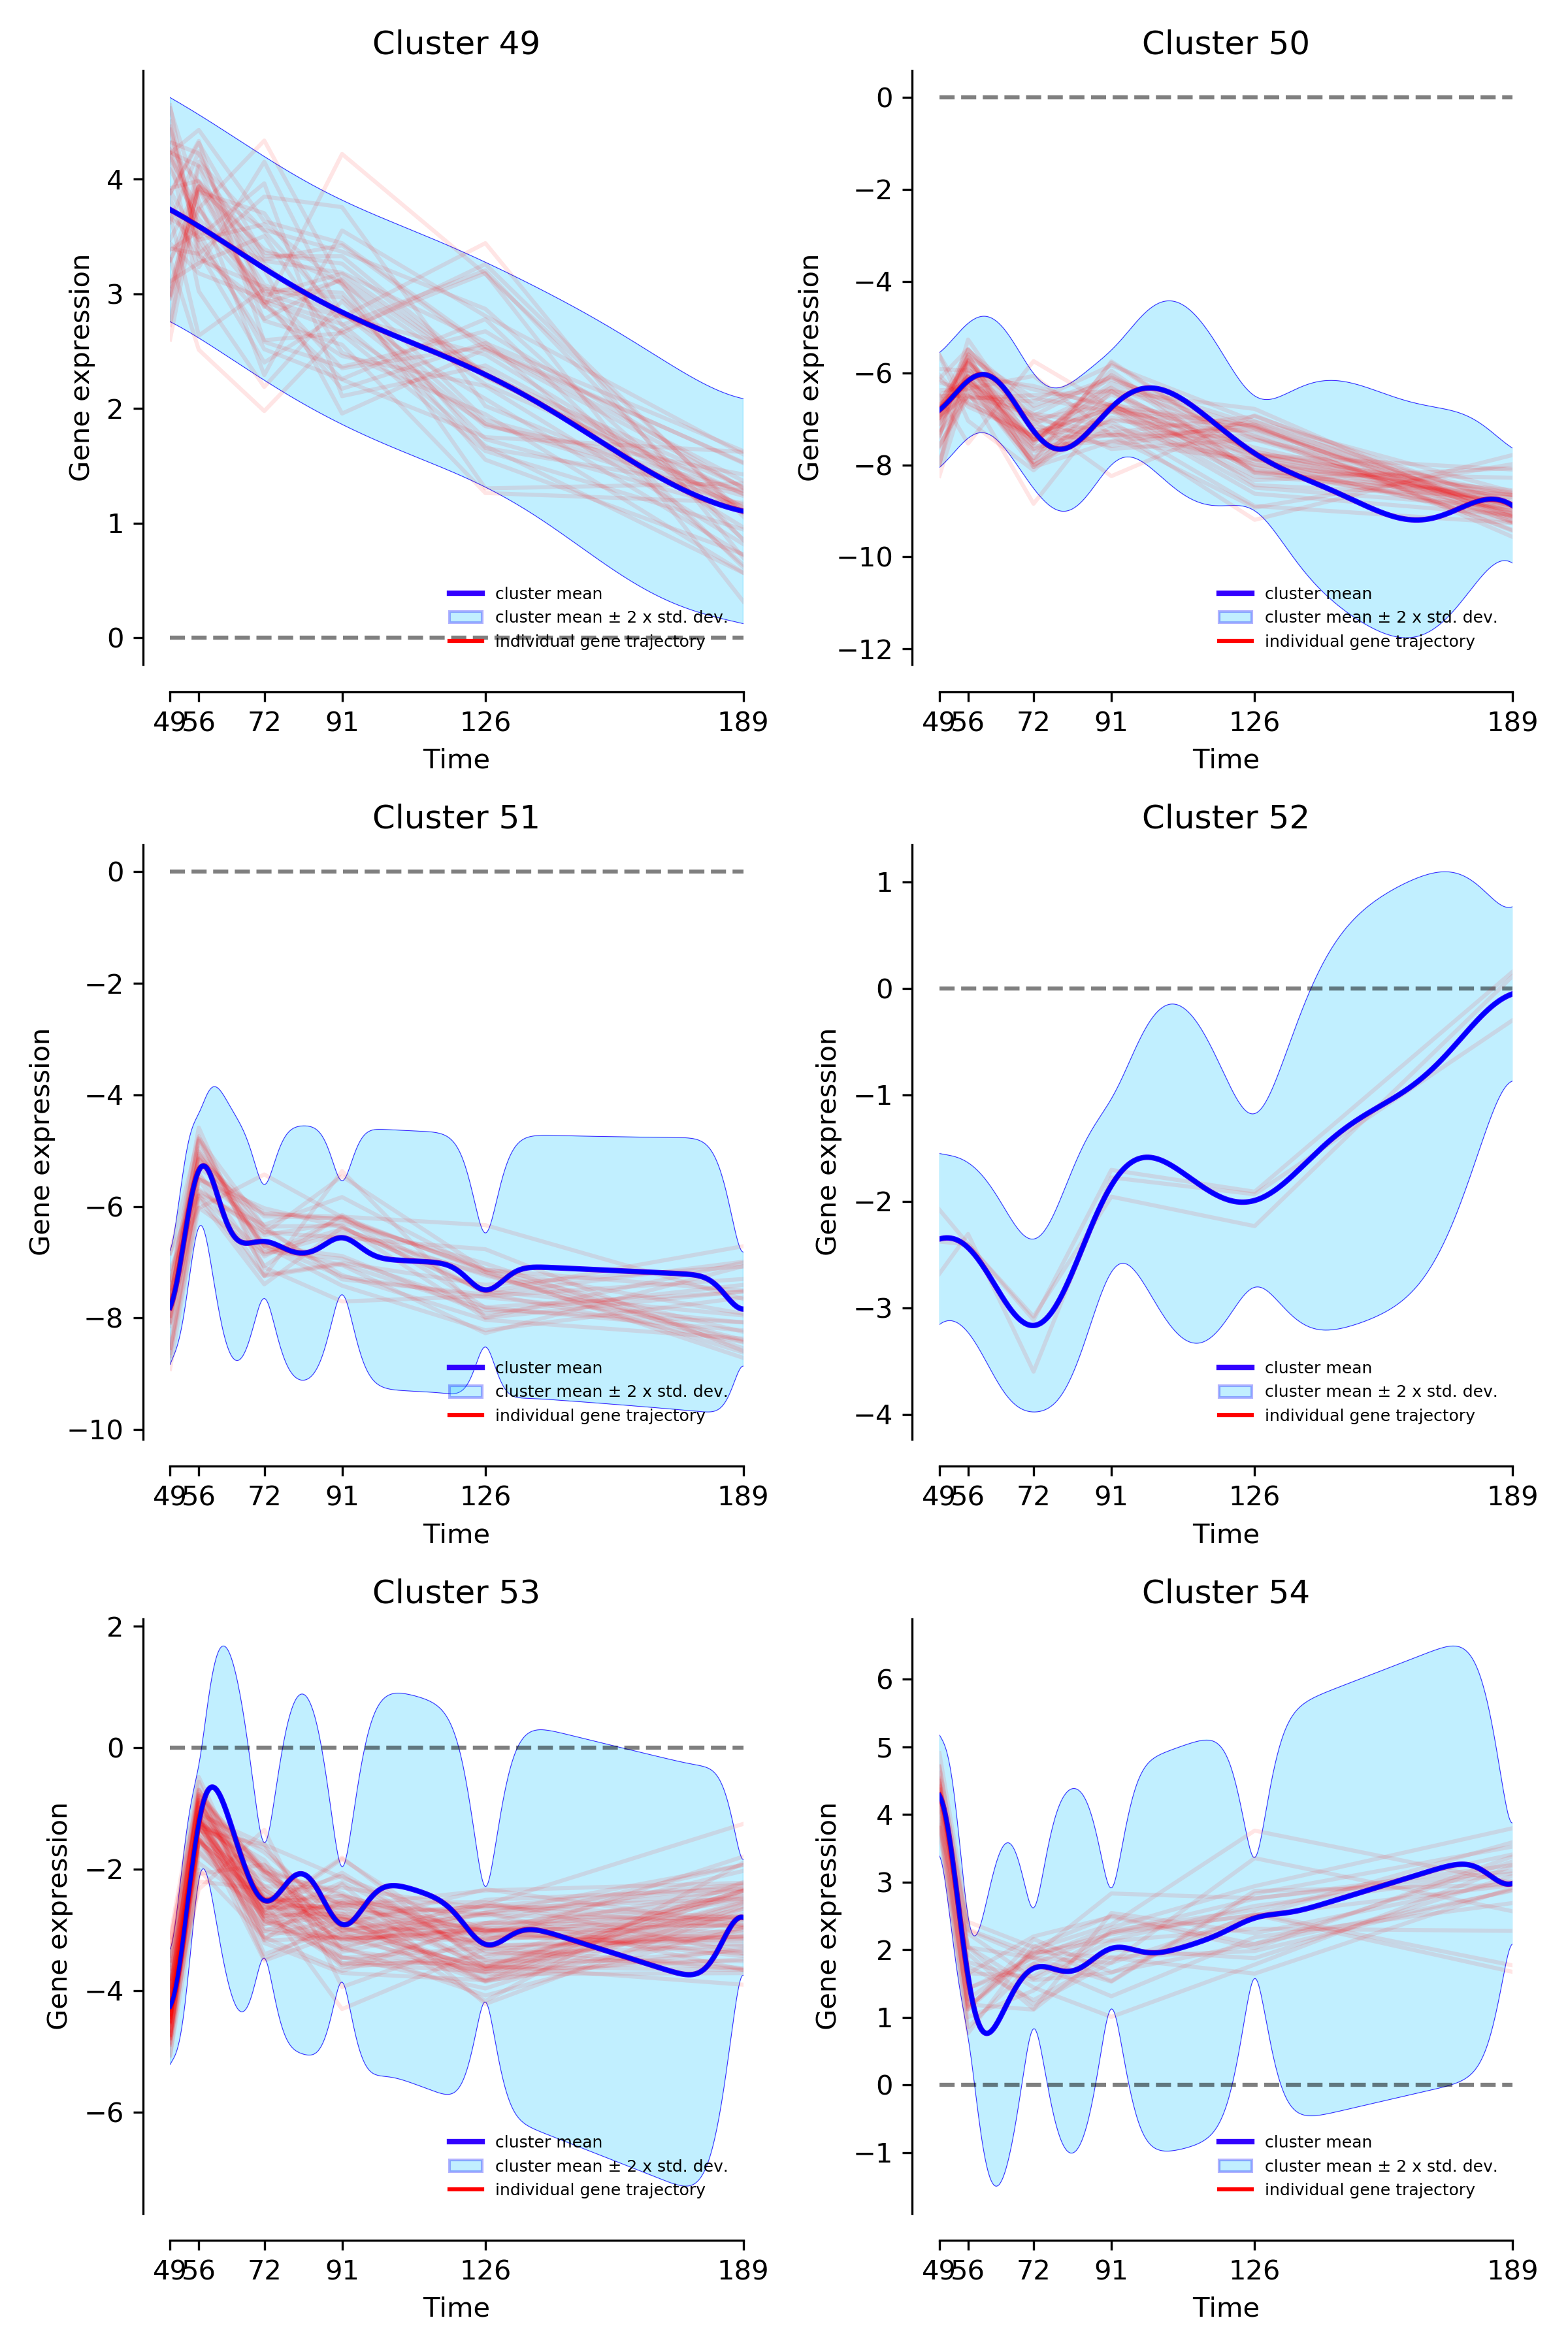 Cluster 49
Gene expression
4
3
2
1
0
cluster mean
cluster mean ± 2 x std. dev.
individual gene trajectory
49 56 72 91 126 189
Time
Cluster 50
Gene expression
0
−2
−4
−6
−8
−10
−12
cluster mean
cluster mean ± 2 x std. dev.
individual gene trajectory
49 56 72 91 126 189
Time
Cluster 51
Gene expression
0
−2
−4
−6
−8
−10
cluster mean
cluster mean ± 2 x std. dev.
individual gene trajectory
49 56 72 91 126 189
Time
Cluster 52
Gene expression
1
0
−1
−2
−3
−4
cluster mean
cluster mean ± 2 x std. dev.
individual gene trajectory
49 56 72 91 126 189
Time
Cluster 53
Gene expression
2
0
−2
−4
−6
cluster mean
cluster mean ± 2 x std. dev.
individual gene trajectory
49 56 72 91 126 189
Time
Cluster 54
Gene expression
6
5
4
3
2
1
0
−1
cluster mean
cluster mean ± 2 x std. dev.
individual gene trajectory
49 56 72 91 126 189
Time